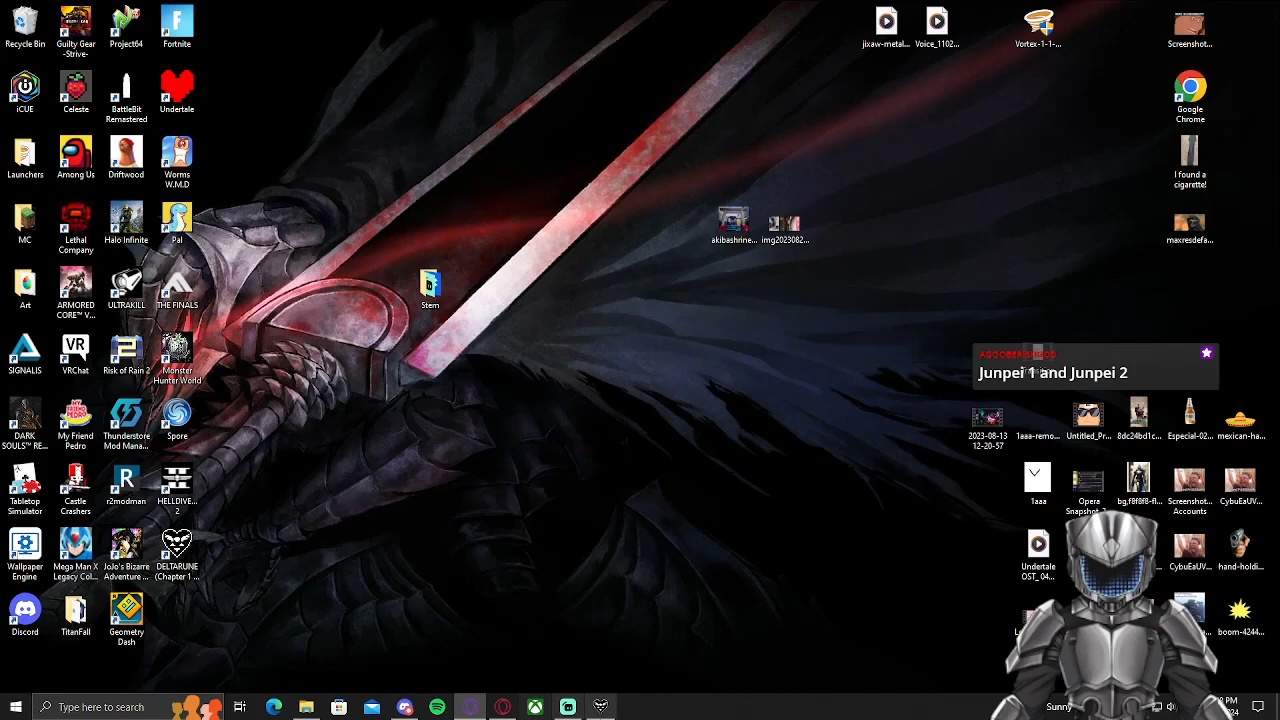 Recycle Bin
Guilty Gear -Strive-
Project64
Fortnite
jixaw-metal...
Voice_1102...
Vortex-1-1-...
Screenshot...
iCUE
Celeste
BattleBit Remastered
Undertale
Google Chrome
Launchers
Among Us
Driftwood
Worms W.M.D
I found a cigarette!
MC
Lethal Company
Halo Infinite
Pal
akibashrine...
img2023082...
maxresdefa...
Art
ARMORED CORE™ V...
ULTRAKILL
THE FINALS
Stem
SIGNALIS
VRChat
Risk of Rain 2
Monster Hunter World
AGOOBERISHGOD
Junpei 1 and Junpei 2
DARK SOULS™ RE...
My Friend Pedro
Thunderstore Mod Mana...
Spore
2023-08-13 12-20-57
1aaa-remo...
Untitled_Pr...
8dc24bd1c...
Especial-02...
mexican-ha...
Tabletop Simulator
Castle Crashers
r2modman
HELLDIVE... 2
1aaa
Opera Snapshot_2...
bg,f8f8f8-fl...
Screenshot... Accounts
CybuEaUV...
Wallpaper Engine
Mega Man X Legacy Col...
JoJo's Bizarre Adventure ...
DELTARUNE (Chapter 1 ...
Undertale OST_ 04...
CybuEaUV...
hand-holdi...
Discord
TitanFall
Geometry Dash
boom-4244...
Type here to search
Sunny